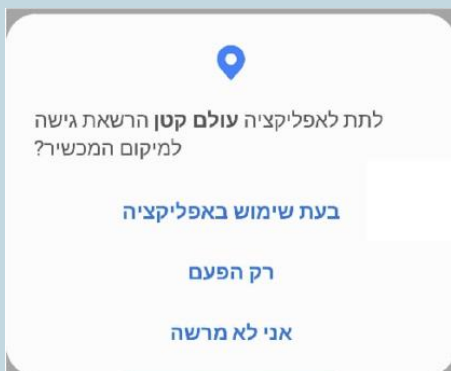 לתת לאפליקציה עולם קטן הרשאת גישה
למיקום המכשיר?
בעת שימוש באפליקציה
רק הפעם
אני לא מרשה